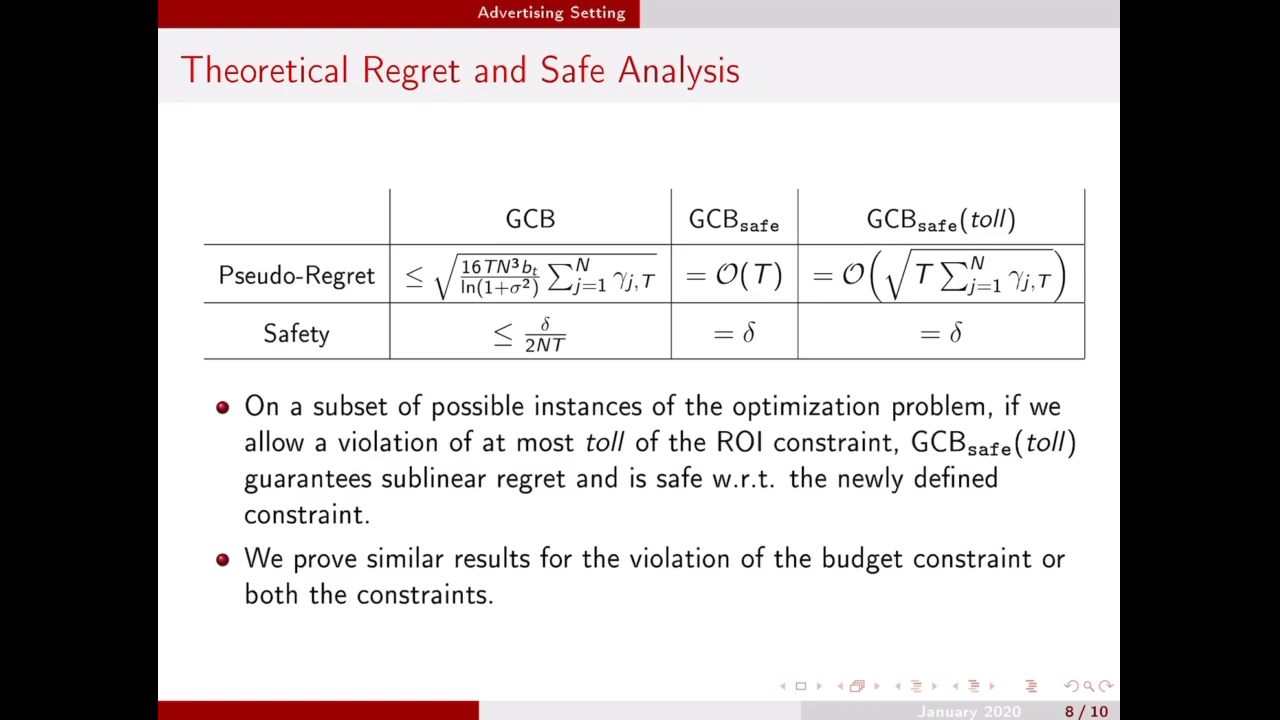 Advertising Setting
Theoretical Regret and Safe Analysis
GCB GCB_safe GCB_safe(toll)
Pseudo-Regret ≤ √(16TN³b_t / ln(1+σ²) ∑_{j=1}^N γ_{j,T}) = O(T) = O(√(T ∑_{j=1}^N γ_{j,T}))
Safety ≤ δ/2NT = δ = δ
On a subset of possible instances of the optimization problem, if we
allow a violation of at most toll of the ROI constraint, GCB_safe(toll)
guarantees sublinear regret and is safe w.r.t. the newly defined
constraint.
We prove similar results for the violation of the budget constraint or
both the constraints.
January 2020 8 / 10